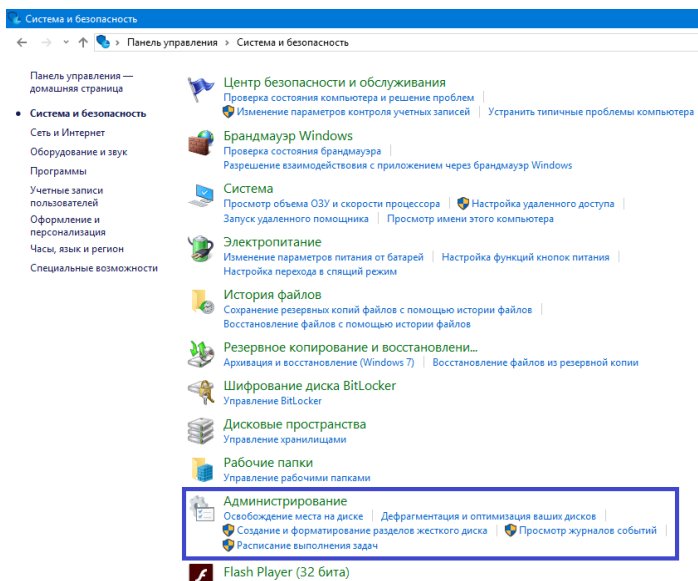 Система и безопасность
Панель управления > Система и безопасность
Панель управления —
домашняя страница
Система и безопасность
Сеть и Интернет
Оборудование и звук
Программы
Учетные записи
пользователей
Оформление и
персонализация
Часы, язык и регион
Специальные возможности
Центр безопасности и обслуживания
Проверка состояния компьютера и решение проблем
Изменение параметров контроля учетных записей | Устранить типичные проблемы компьютера
Брандмауэр Windows
Проверка состояния брандмауэра
Разрешение взаимодействовия с приложением через брандмауэр Windows
Система
Просмотр объема ОЗУ и скорости процессора | Настройка удаленного доступа
Запуск удаленного помощника | Просмотр имени этого компьютера
Электропитание
Изменение параметров питания от батарей | Настройка функций кнопок питания
Настройка перехода в спящий режим
История файлов
Сохранение резервных копий файлов с помощью истории файлов
Восстановление файлов с помощью истории файлов
Резервное копирование и восстановлени...
Архивация и восстановление (Windows 7) | Восстановление файлов из резервной копии
Шифрование диска BitLocker
Управление BitLocker
Дисковые пространства
Управление хранилищами
Рабочие папки
Управление рабочими папками
Администрирование
Освобождение места на диске | Дефрагментация и оптимизация ваших дисков
Создание и форматирование разделов жесткого диска | Просмотр журналов событий
Расписание выполнения задач
Flash Player (32 бита)